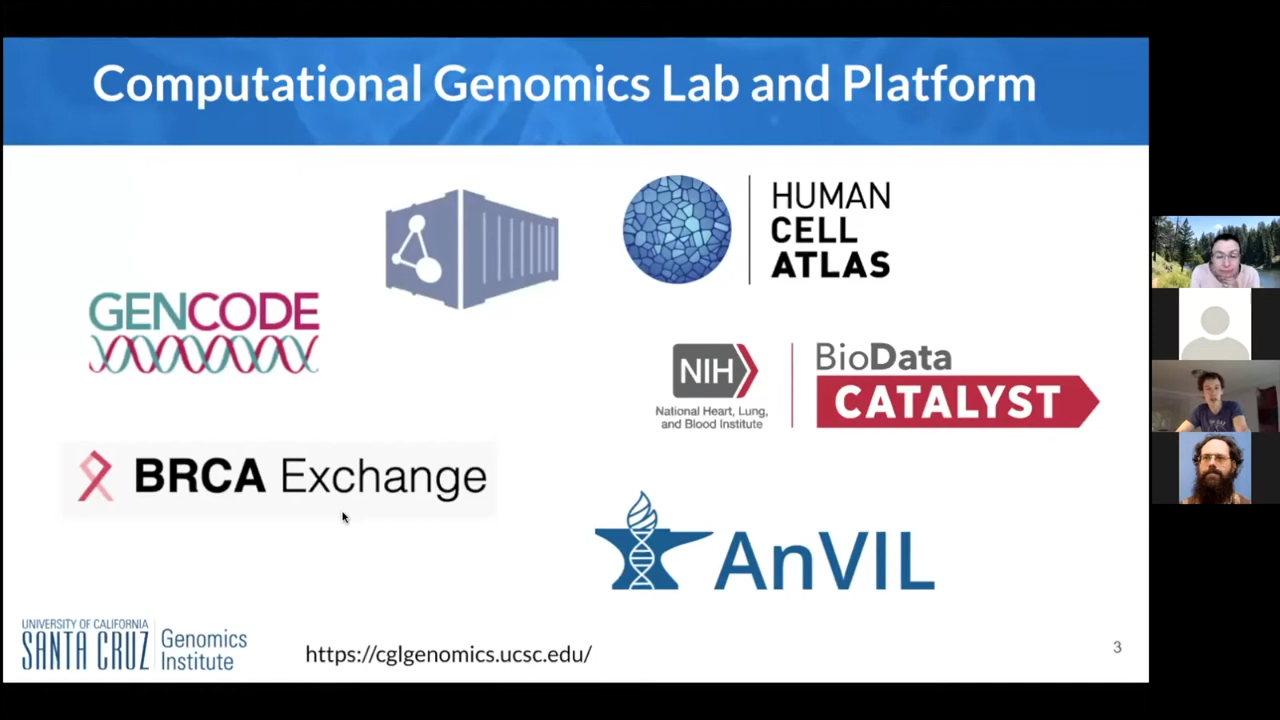 Computational Genomics Lab and Platform
HUMAN
CELL
ATLAS
GENCODE
NIH
National Heart, Lung,
and Blood Institute
BioData
CATALYST
BRCA Exchange
AnVIL
UNIVERSITY OF CALIFORNIA
SANTA CRUZ
Genomics
Institute
https://cglgenomics.ucsc.edu/
3